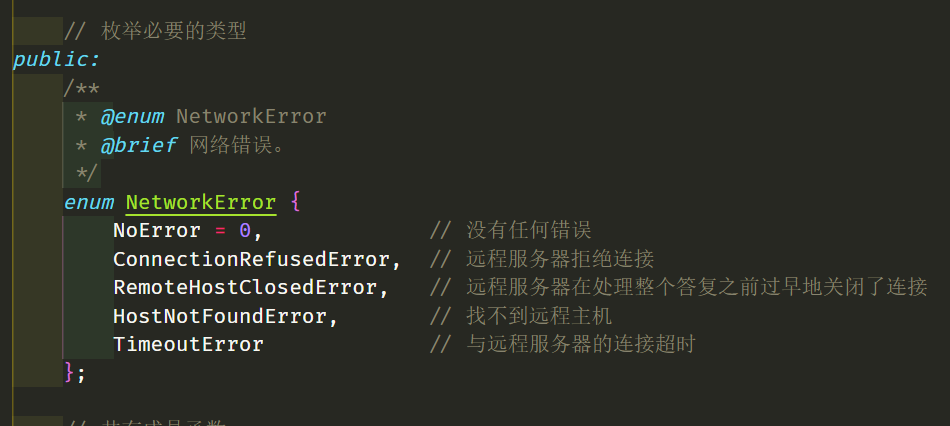 // 枚举必要的类型
public:
/**
* @enum NetworkError
* @brief 网络错误。
*/
enum NetworkError {
NoError = 0, // 没有任何错误
ConnectionRefusedError, // 远程服务器拒绝连接
RemoteHostClosedError, // 远程服务器在处理整个答复之前过早地关闭了连接
HostNotFoundError, // 找不到远程主机
TimeoutError // 与远程服务器的连接超时
};